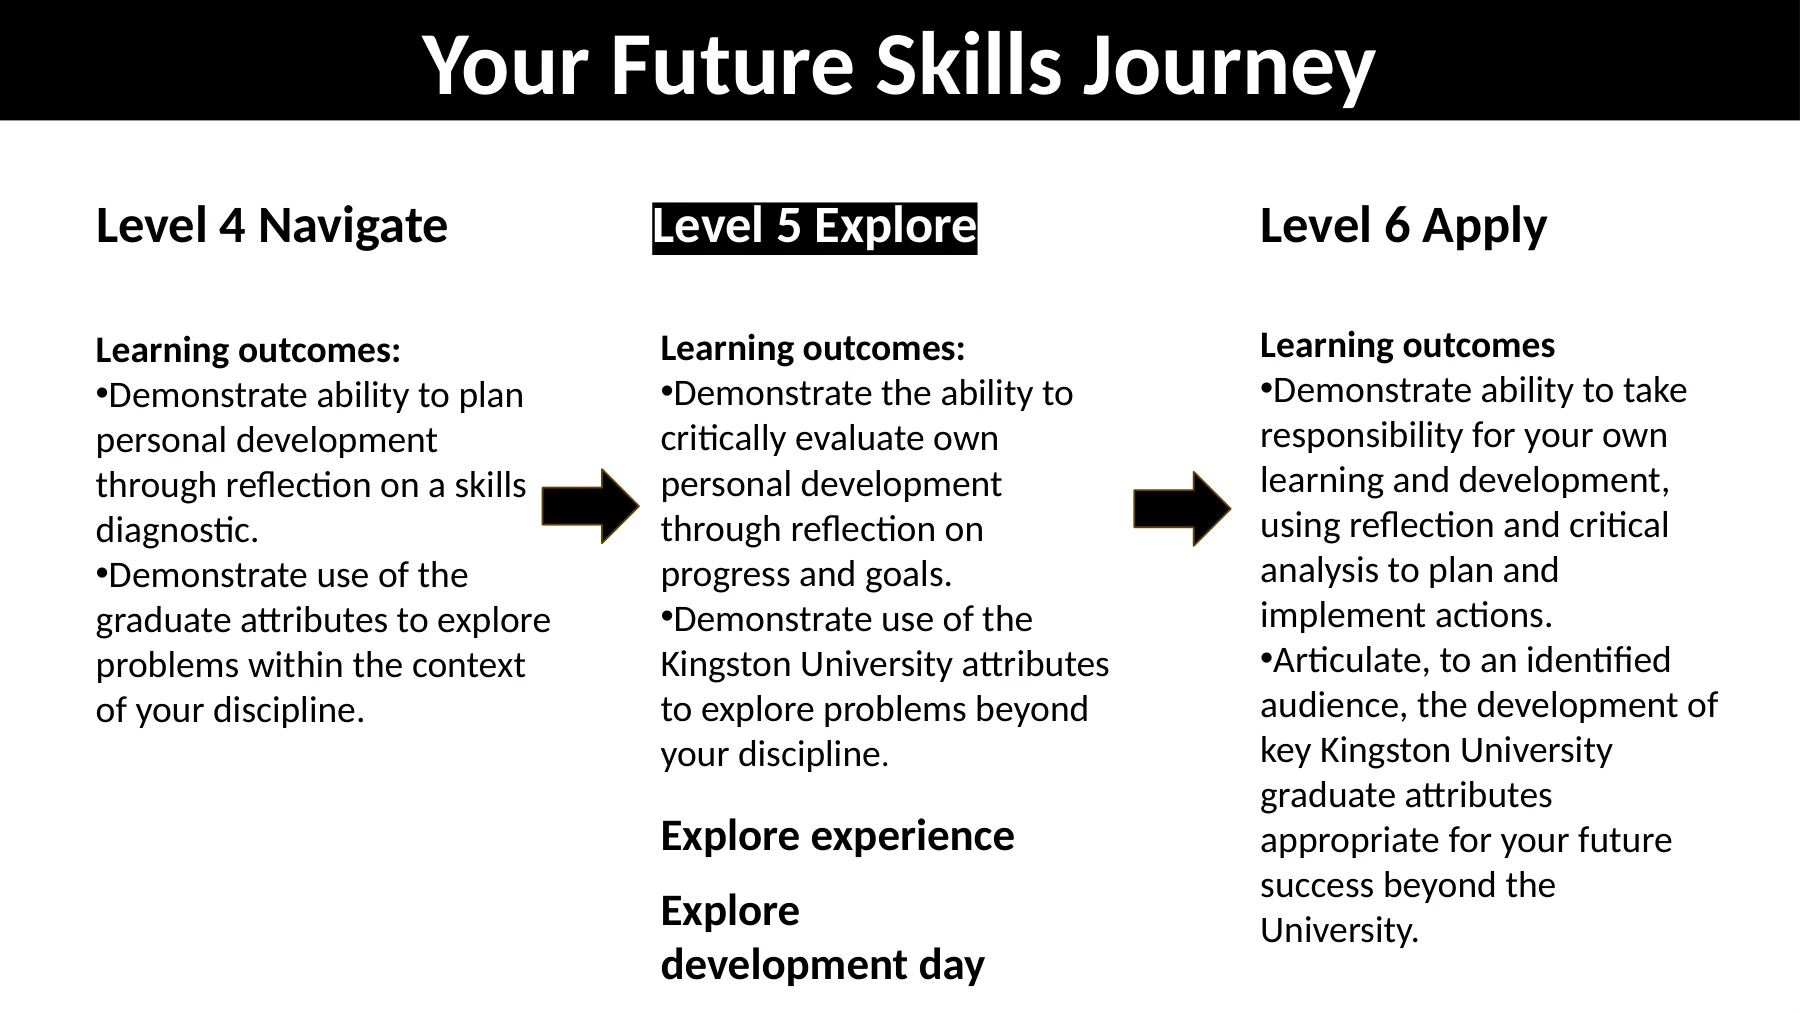 Your Future Skills Journey
Level 4 Navigate
Learning outcomes:
•Demonstrate ability to plan
personal development
through reflection on a skills
diagnostic.
•Demonstrate use of the
graduate attributes to explore
problems within the context
of your discipline.
Level 5 Explore
Learning outcomes:
•Demonstrate the ability to
critically evaluate own
personal development
through reflection on
progress and goals.
•Demonstrate use of the
Kingston University attributes
to explore problems beyond
your discipline.
Explore experience
Explore
development day
Level 6 Apply
Learning outcomes
•Demonstrate ability to take
responsibility for your own
learning and development,
using reflection and critical
analysis to plan and
implement actions.
•Articulate, to an identified
audience, the development of
key Kingston University
graduate attributes
appropriate for your future
success beyond the
University.